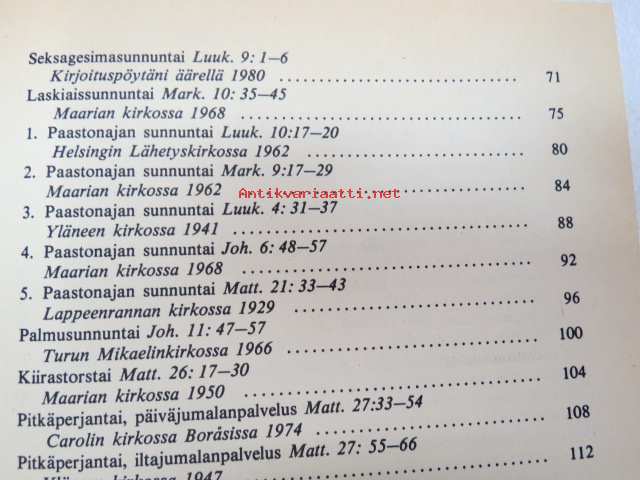 Seksagesimasunnuntai Luuk. 9: 1—6
Kirjoituspöytäni äärellä 1980 ........................ 71
Laskiaissunnuntai Mark. 10: 35—45
Maarian kirkossa 1968 ........................ 75
1. Paastonajan sunnuntai Luuk. 10:17—20
Helsingin Lähetyskirkossa 1962 ........................ 80
2. Paastonajan sunnuntai Mark. 9:17—29
Maarian kirkossa 1962 ........................ 84
Antikvariaatti.net
3. Paastonajan sunnuntai Luuk. 4: 31—37
Yläneen kirkossa 1941 ........................ 88
4. Paastonajan sunnuntai Joh. 6: 48—57
Maarian kirkossa 1968 ........................ 92
5. Paastonajan sunnuntai Matt. 21: 33—43
Lappeenrannan kirkossa 1929 ........................ 96
Palmusunnuntai Joh. 11: 47—57
Turun Mikaelinkirkossa 1966 ........................ 100
Kiirastorstai Matt. 26: 17—30
Maarian kirkossa 1950 ........................ 104
Pitkäperjantai, päiväjumalanpalvelus Matt. 27:33—54
Carolin kirkossa Boråsissa 1974 ........................ 108
Pitkäperjantai, iltajumalanpalvelus Matt. 27: 55—66
kirkossa 1947 ........................ 112